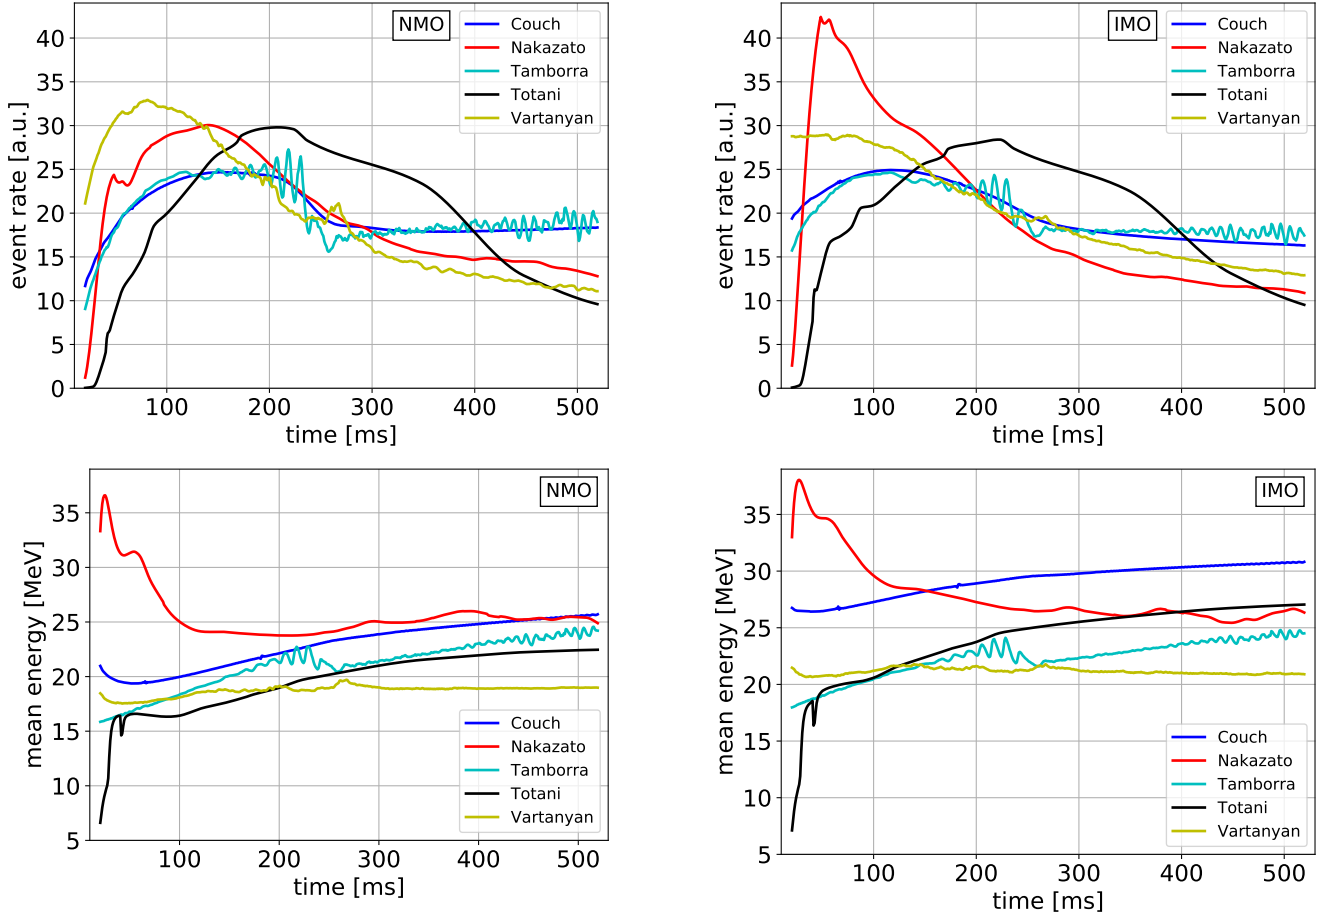 NMO
Couch
Nakazato
Tamborra
Totani
Vartanyan
event rate [a.u.]
40
35
30
25
20
15
10
5
0
100 200 300 400 500
time [ms]
IMO
Couch
Nakazato
Tamborra
Totani
Vartanyan
event rate [a.u.]
40
35
30
25
20
15
10
5
0
100 200 300 400 500
time [ms]
NMO
mean energy [MeV]
35
30
25
20
15
10
5
Couch
Nakazato
Tamborra
Totani
Vartanyan
100 200 300 400 500
time [ms]
IMO
mean energy [MeV]
35
30
25
20
15
10
5
Couch
Nakazato
Tamborra
Totani
Vartanyan
100 200 300 400 500
time [ms]